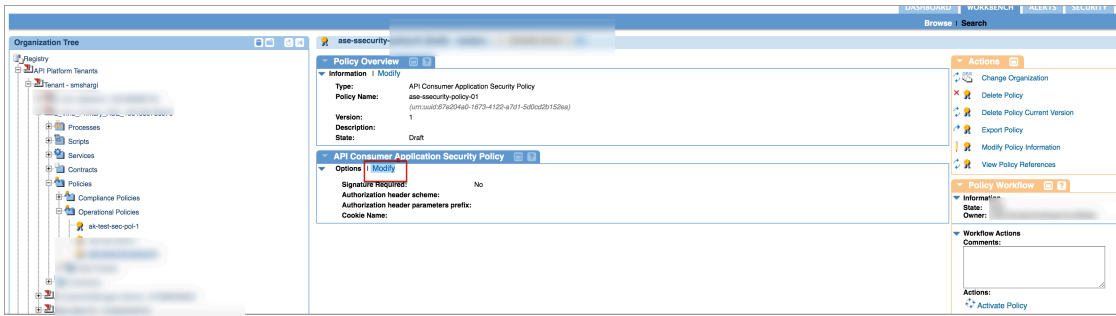 DASHBOARD WORKBENCH ALERTS SECURITY
Browse | Search
Organization Tree
Registry
API Platform Tenants
Tenant - smshargi
Processes
Scripts
Services
Contracts
Policies
Compliance Policies
Operational Policies
ak-test-sec-pol-1
ase-ssecurity-
Policy Overview
Information | Modify
Type: API Consumer Application Security Policy
Policy Name: ase-ssecurity-policy-01
(urn:uuid:67e204a0-1673-4122-a7d1-5d0cd2b152ea)
Version: 1
Description:
State: Draft
API Consumer Application Security Policy
Options | Modify
Signature Required: No
Authorization header scheme:
Authorization header parameters prefix:
Cookie Name:
Actions
Change Organization
Delete Policy
Delete Policy Current Version
Export Policy
Modify Policy Information
View Policy References
Policy Workflow
Information
State:
Owner:
Workflow Actions
Comments:
Actions:
Activate Policy